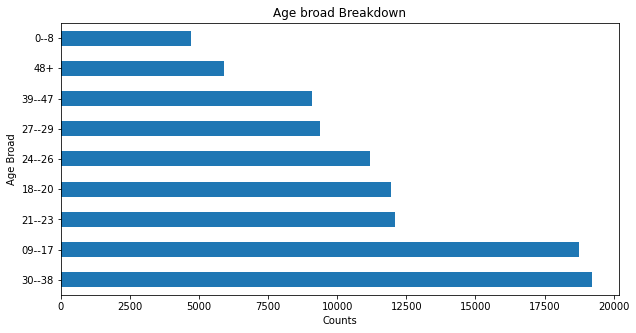 Age broad Breakdown
0--8
48+
39--47
27--29
24--26
18--20
21--23
09--17
30--38
Age Broad
0 2500 5000 7500 10000 12500 15000 17500 20000
Counts